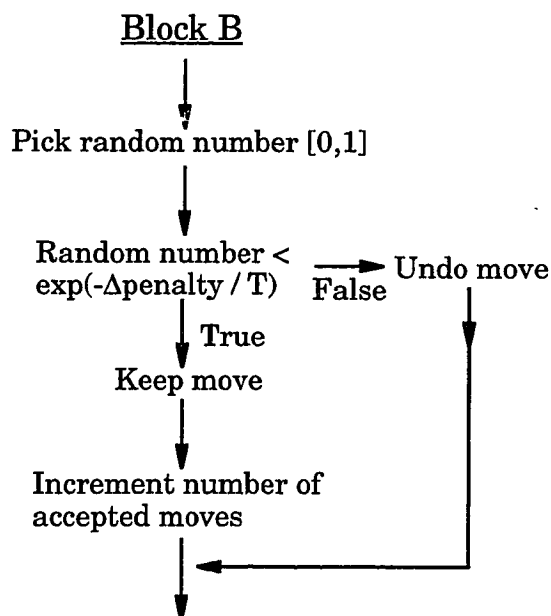 Block B
Pick random number [0,1]
Random number <
exp(-Δpenalty / T)
False
Undo move
True
Keep move
Increment number of
accepted moves